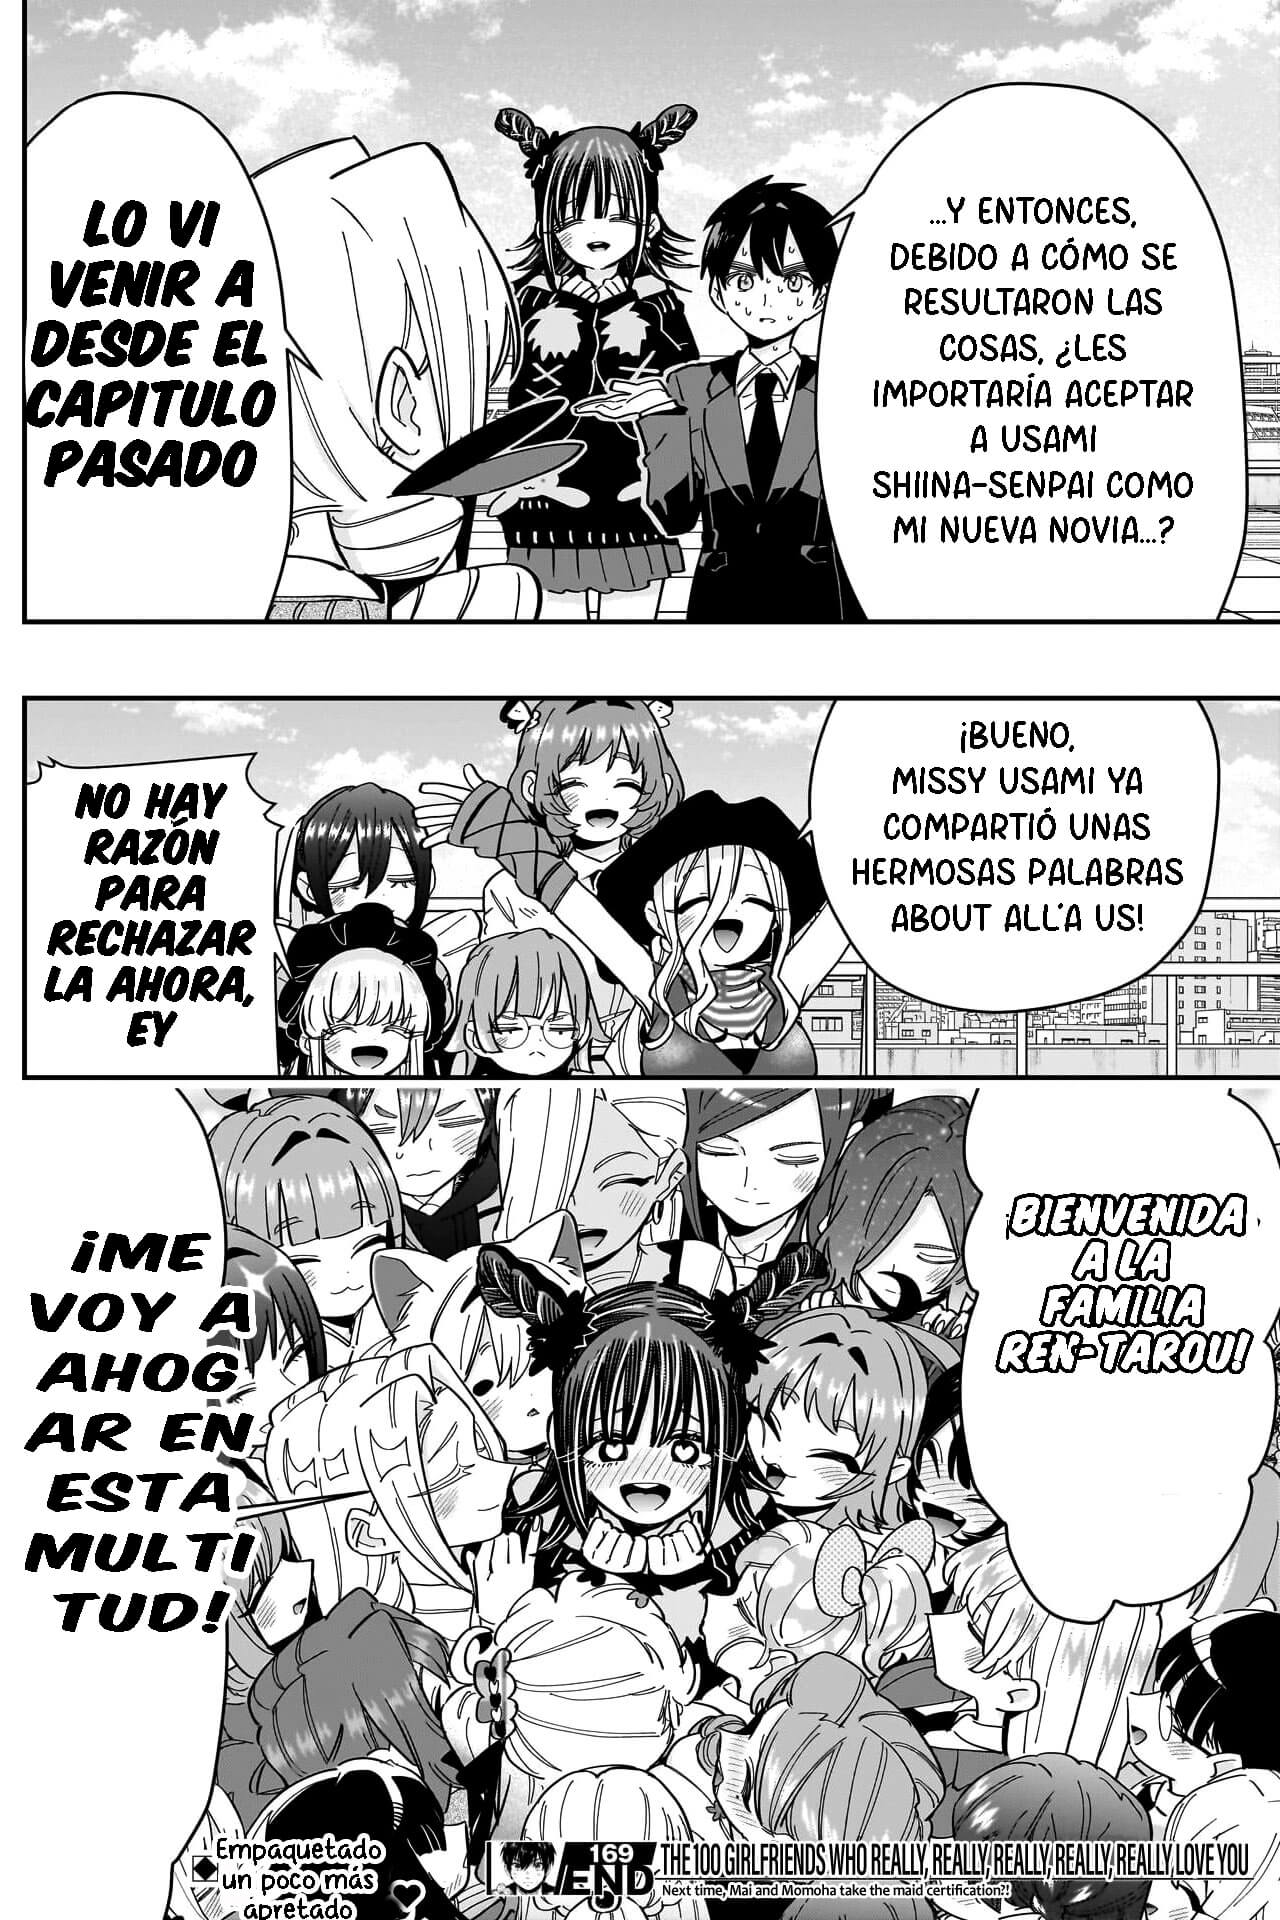 ...Y ENTONCES,
DEBIDO A CÓMO SE
RESULTARON LAS
COSAS, ¿LES
IMPORTARÍA ACEPTAR
A USAMI
SHIINA-SENPAI COMO
MI NUEVA NOVIA...?
LO VI
VENIR A
DESDE EL
CAPITULO
PASADO
¡BUENO,
MISSY USAMI YA
COMPARTIÓ UNAS
HERMOSAS PALABRAS
ABOUT ALL'A US!
NO HAY
RAZÓN
PARA
RECHAZAR
LA AHORA,
EY
BIENVENIDA
A LA
FAMILIA
REN-TAROU!
¡ME
VOY A
AHOG
AR EN
ESTA
MULTI
TUD!
Empaquetado
un poco más
apretado
169
END
THE 100 GIRLFRIENDS WHO REALLY, REALLY, REALLY, REALLY, REALLY LOVE YOU
Next time, Mai and Momoha take the maid certification?!